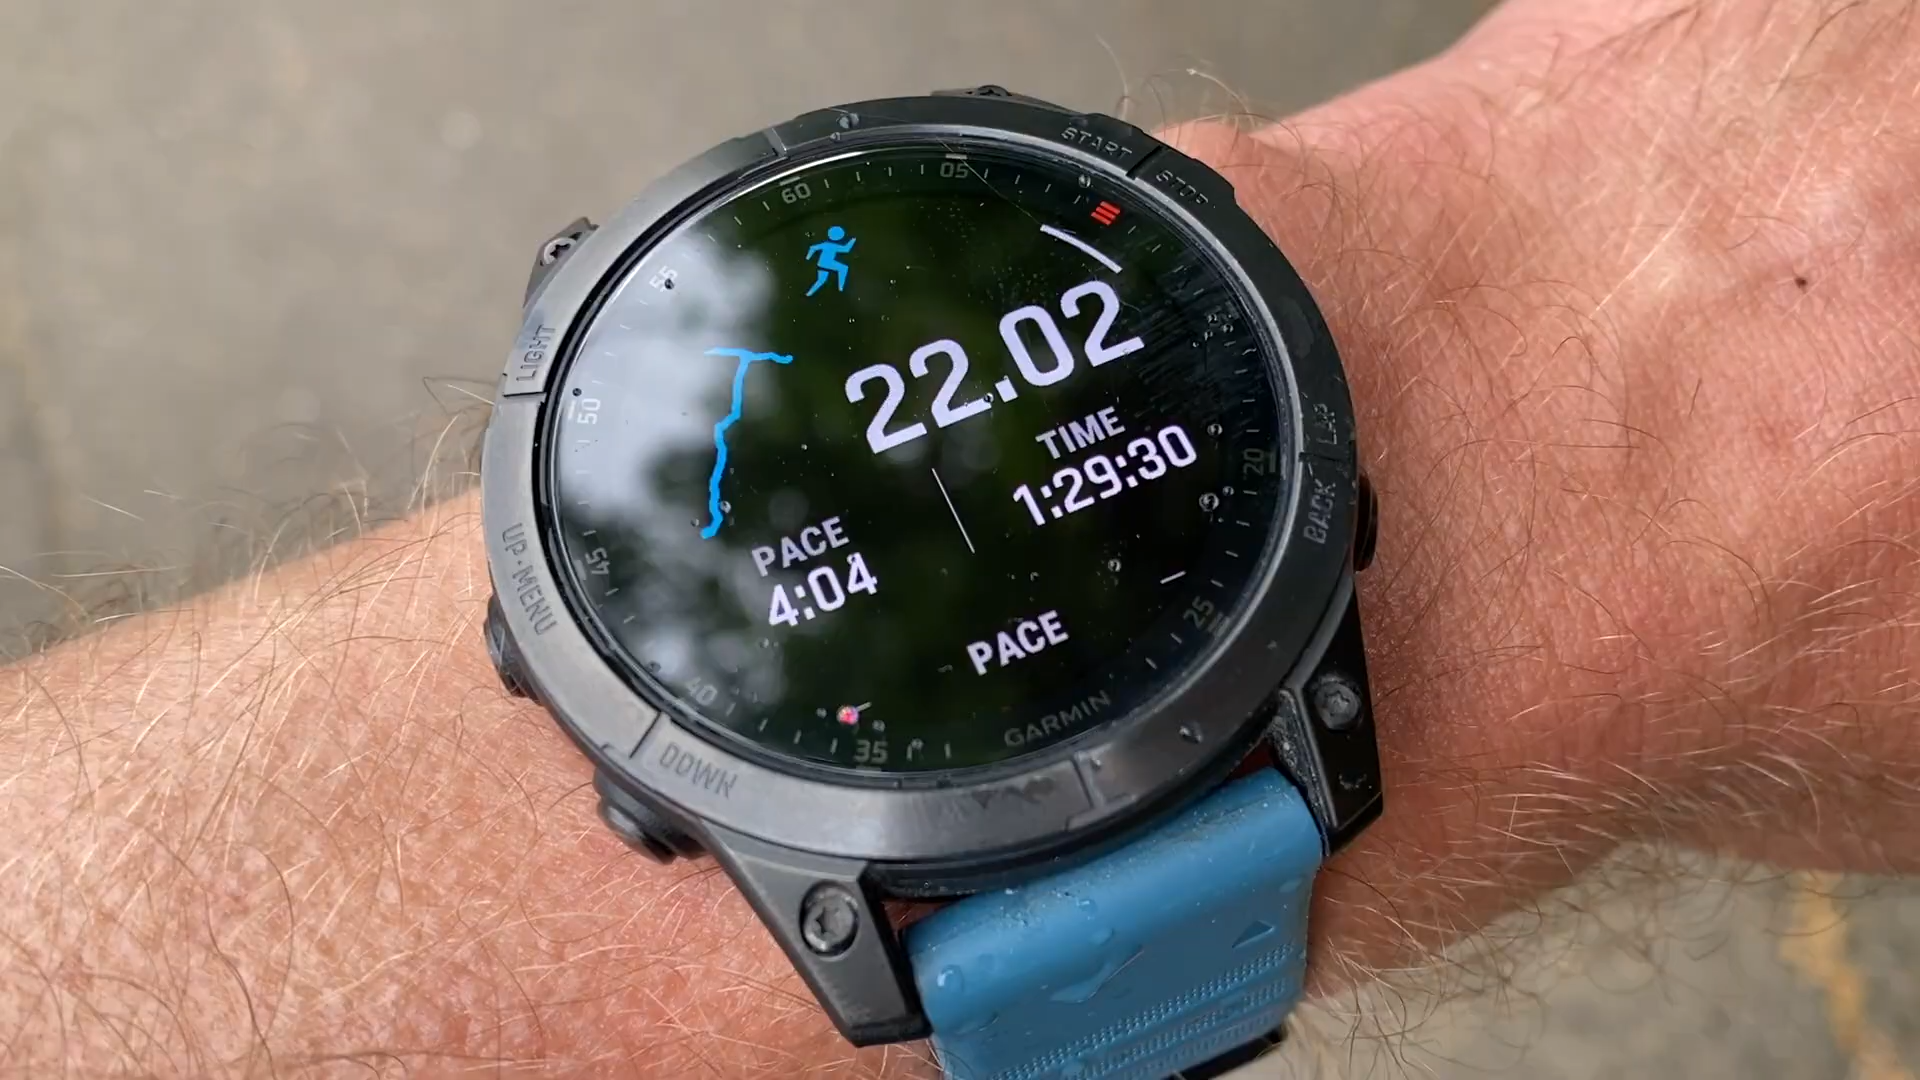 START
STOP
05
60
55
LIGHT
22.02
50
LAP
TIME
1:29:30
20
BACK
UP·MENU
45
PACE
4:04
25
PACE
40
GARMIN
35
DOWN